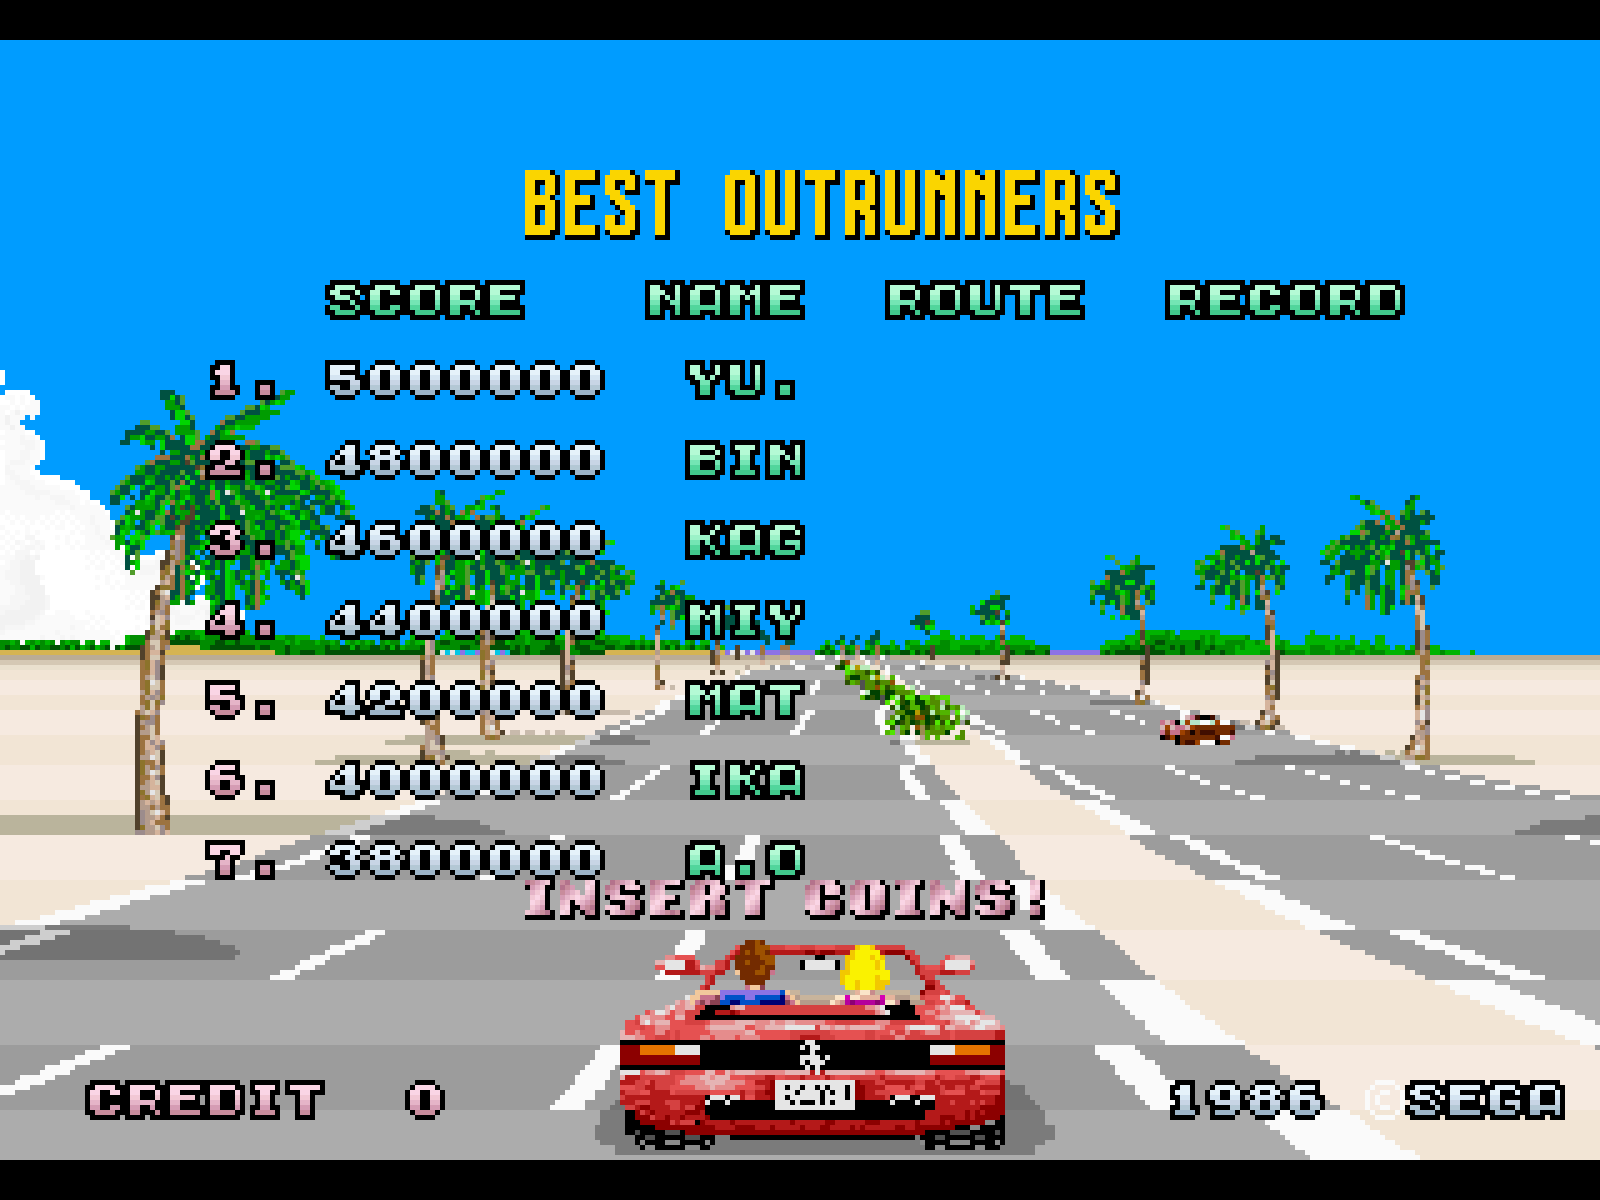 BEST OUTRUNNERS
SCORE NAME ROUTE RECORD
1. 5000000 YU.
2. 4800000 BIN
3. 4600000 KAG
4. 4400000 MIY
5. 4200000 MAT
6. 4000000 IKA
7. 3800000 A.O
INSERT COINS!
CREDIT 0
1986 ©SEGA